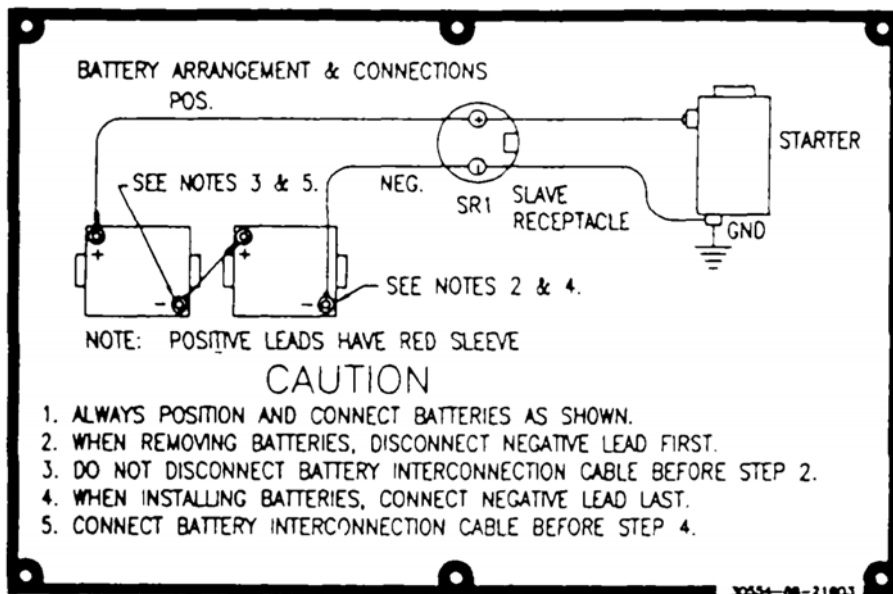 BATTERY ARRANGEMENT & CONNECTIONS
POS.
+
STARTER
SEE NOTES 3 & 5.
NEG.
–
SR1 SLAVE
RECEPTACLE
GND
+
+
–
–
SEE NOTES 2 & 4.
NOTE: POSITIVE LEADS HAVE RED SLEEVE
CAUTION
1. ALWAYS POSITION AND CONNECT BATTERIES AS SHOWN.
2. WHEN REMOVING BATTERIES, DISCONNECT NEGATIVE LEAD FIRST.
3. DO NOT DISCONNECT BATTERY INTERCONNECTION CABLE BEFORE STEP 2.
4. WHEN INSTALLING BATTERIES, CONNECT NEGATIVE LEAD LAST.
5. CONNECT BATTERY INTERCONNECTION CABLE BEFORE STEP 4.